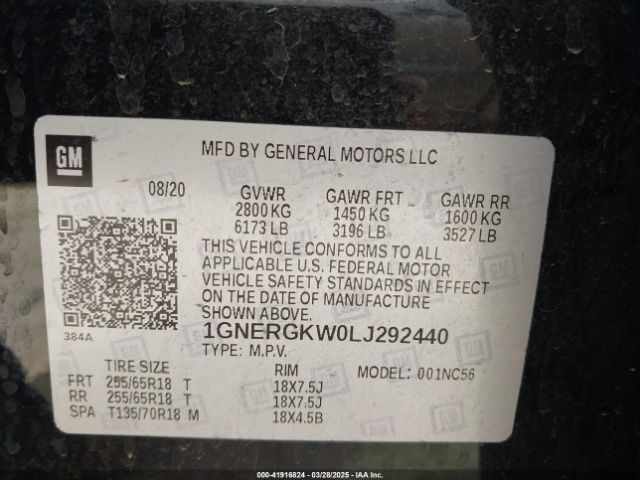 GM
MFD BY GENERAL MOTORS LLC
08/20
GVWR GAWR FRT GAWR RR
2800 KG 1450 KG 1600 KG
6173 LB 3196 LB 3527 LB
THIS VEHICLE CONFORMS TO ALL
APPLICABLE U.S. FEDERAL MOTOR
VEHICLE SAFETY STANDARDS IN EFFECT
ON THE DATE OF MANUFACTURE
SHOWN ABOVE.
384A
1GNERGKW0LJ292440
TYPE: M.P.V.
TIRE SIZE RIM MODEL: 001NC56
FRT 255/65R18 T 18X7.5J
RR 255/65R18 T 18X7.5J
SPA T135/70R18 M 18X4.5B
000-41916824 | 03/28/2025 - IAA Inc.